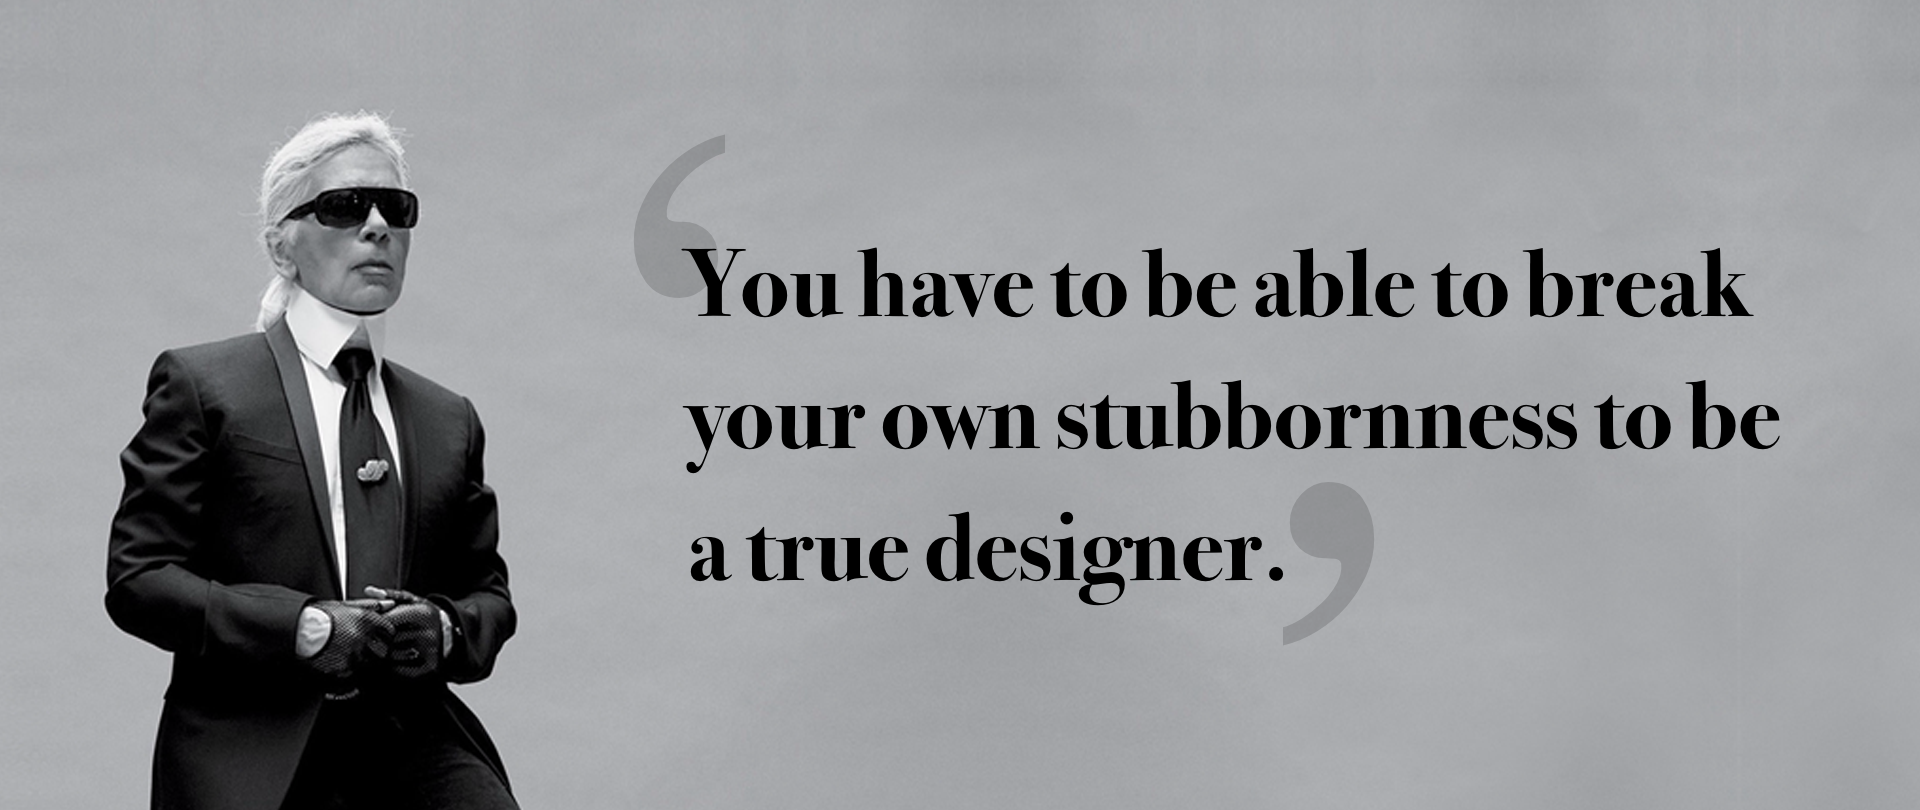 ‘You have to be able to break
your own stubbornness to be
a true designer.’